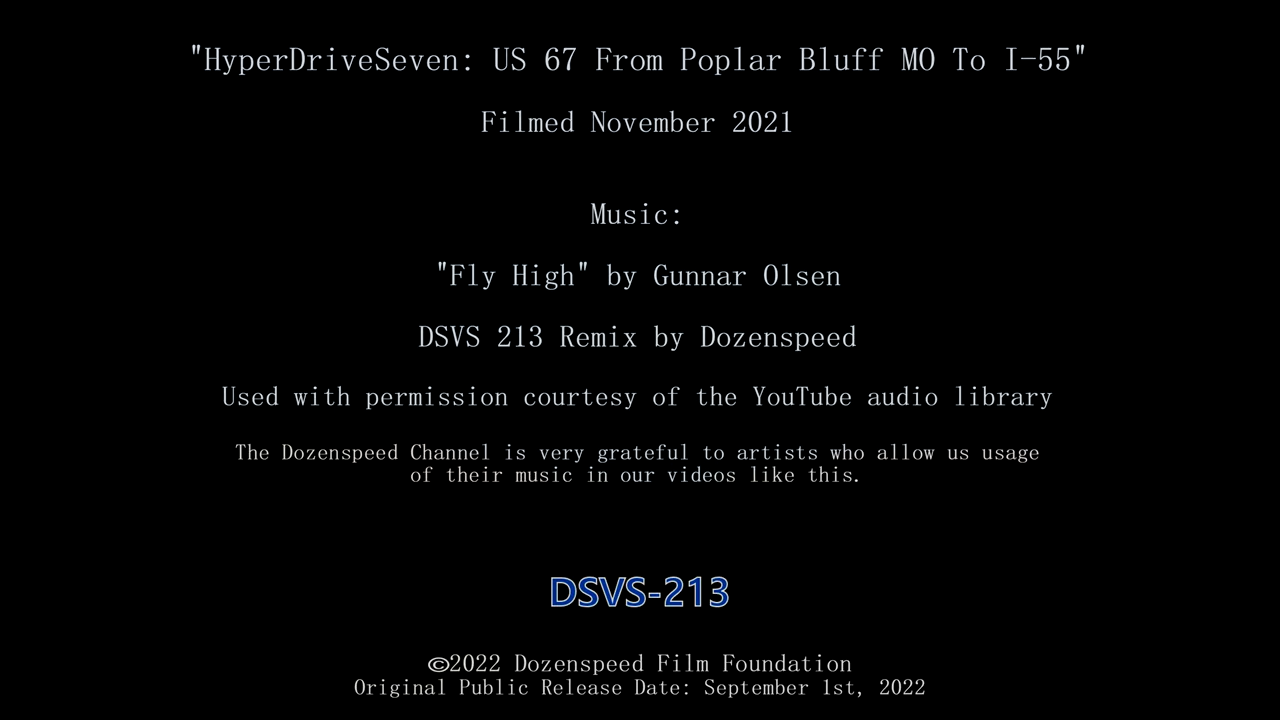 "HyperDriveSeven: US 67 From Poplar Bluff MO To I-55"
Filmed November 2021
Music:
"Fly High" by Gunnar Olsen
DSVS 213 Remix by Dozenspeed
Used with permission courtesy of the YouTube audio library
The Dozenspeed Channel is very grateful to artists who allow us usage
of their music in our videos like this.
DSVS-213
©2022 Dozenspeed Film Foundation
Original Public Release Date: September 1st, 2022